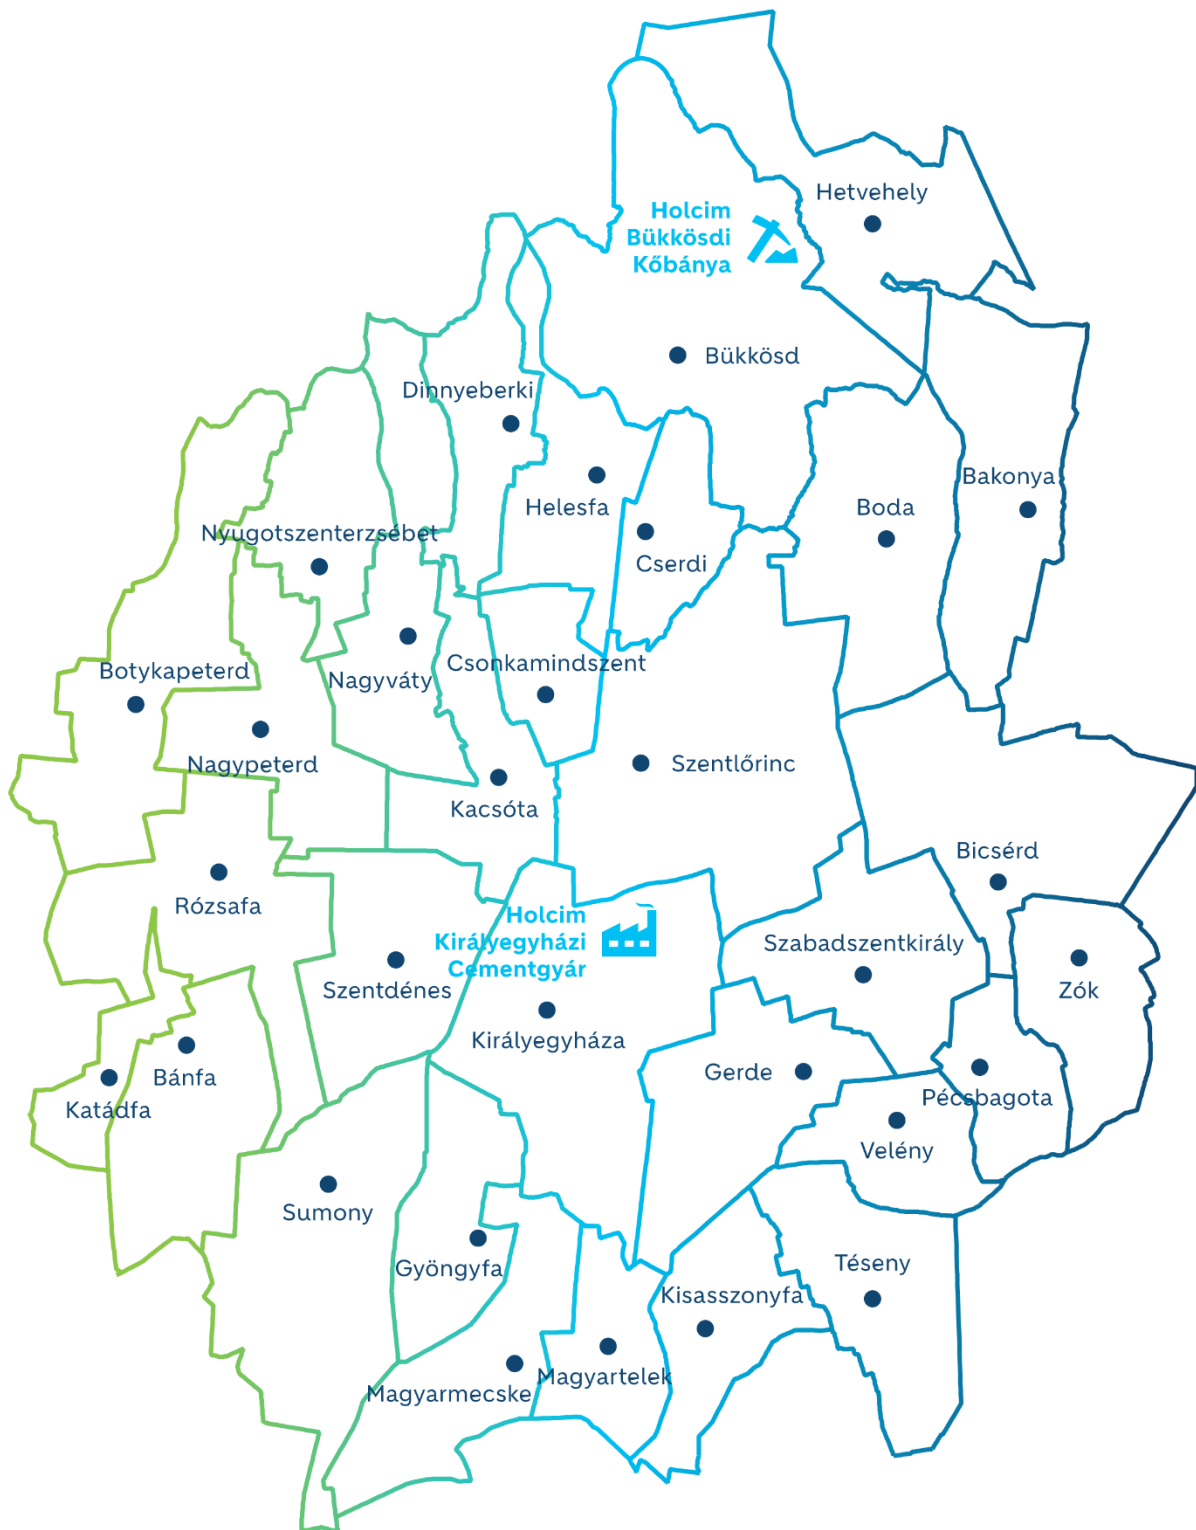 Hetvehely
Holcim
Bükkösdi
Kőbánya
Bükkösd
Dinnyeberki
Bakonya
Helesfa
Boda
Nyugotszenterzsébet
Cserdi
Csonkamindszent
Botykapeterd
Nagyváty
Nagypeterd
Szentlőrinc
Kacsóta
Bicsérd
Rózsafa
Holcim
Királyegyházi
Cementgyár
Szabadszentkirály
Szentdénes
Zók
Királyegyháza
Gerde
Bánfa
Pécsbagota
Katádfa
Velény
Sumony
Téseny
Gyöngyfa
Kisasszonyfa
Magyartelek
Magyarmecske